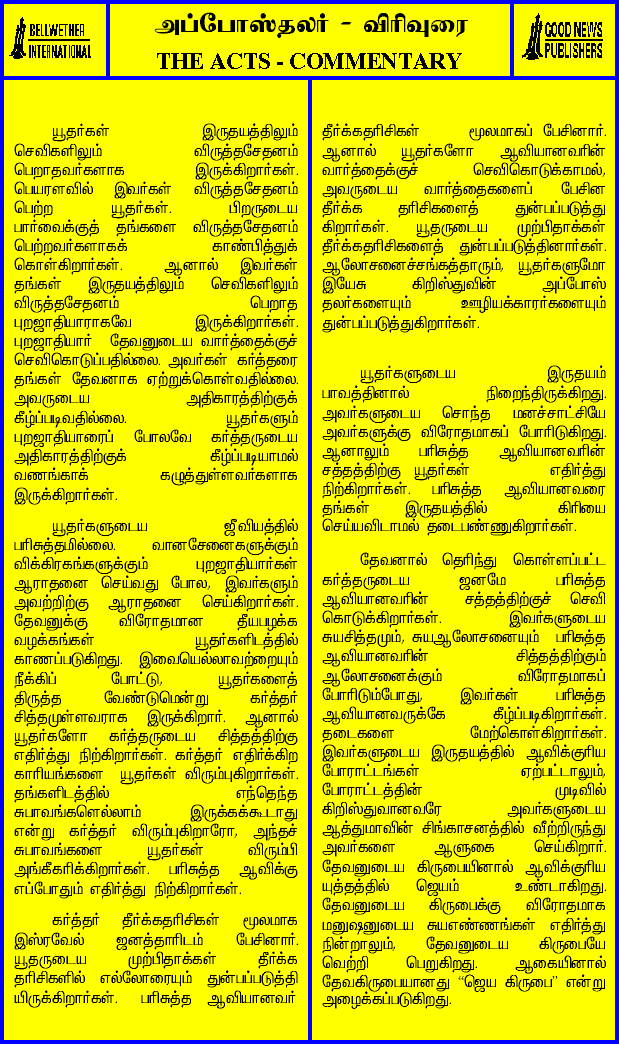 BELLWETHER
INTERNATIONAL
அப்போஸ்தலர் - விரிவுரை
THE ACTS - COMMENTARY
GOOD NEWS
PUBLISHERS
யூதர்கள் இருதயத்திலும்
செவிகளிலும் விருத்தசேதனம்
பெறாதவர்களாக இருக்கிறார்கள்.
பெயரளவில் இவர்கள் விருத்தசேதனம்
பெற்ற யூதர்கள். பிறருடைய
பார்வைக்குத் தங்களை விருத்தசேதனம்
பெற்றவர்களாகக் காண்பித்துக்
கொள்கிறார்கள். ஆனால் இவர்கள்
தங்கள் இருதயத்திலும் செவிகளிலும்
விருத்தசேதனம் பெறாத
புறஜாதியாராகவே இருக்கிறார்கள்.
புறஜாதியார் தேவனுடைய வார்த்தைக்குச்
செவிகொடுப்பதில்லை. அவர்கள் கர்த்தரை
தங்கள் தேவனாக ஏற்றுக்கொள்வதில்லை.
அவருடைய அதிகாரத்திற்குக்
கீழ்ப்படிவதில்லை. யூதர்களும்
புறஜாதியாரைப் போலவே கர்த்தருடைய
அதிகாரத்திற்குக் கீழ்ப்படியாமல்
வணங்காக் கழுத்துள்ளவர்களாக
இருக்கிறார்கள்.
யூதர்களுடைய ஜீவியத்தில்
பரிசுத்தமில்லை. வானசேனைகளுக்கும்
விக்கிரகங்களுக்கும் புறஜாதியார்கள்
ஆராதனை செய்வது போல, இவர்களும்
அவற்றிற்கு ஆராதனை செய்கிறார்கள்.
தேவனுக்கு விரோதமான தீயபழக்க
வழக்கங்கள் யூதர்களிடத்தில்
காணப்படுகிறது. இவையெல்லாவற்றையும்
நீக்கிப் போட்டு, யூதர்களைத்
திருத்த வேண்டுமென்று கர்த்தர்
சித்தமுள்ளவராக இருக்கிறார். ஆனால்
யூதர்களோ கர்த்தருடைய சித்தத்திற்கு
எதிர்த்து நிற்கிறார்கள். கர்த்தர் எதிர்க்கிற
காரியங்களை யூதர்கள் விரும்புகிறார்கள்.
தங்களிடத்தில் எந்தெந்த
சுபாவங்களெல்லாம் இருக்கக்கூடாது
என்று கர்த்தர் விரும்புகிறாரோ, அந்தச்
சுபாவங்களை யூதர்கள் விரும்பி
அங்கீகரிக்கிறார்கள். பரிசுத்த ஆவிக்கு
எப்போதும் எதிர்த்து நிற்கிறார்கள்.
கர்த்தர் தீர்க்கதரிசிகள் மூலமாக
இஸ்ரவேல் ஜனத்தாரிடம் பேசினார்.
யூதருடைய முற்பிதாக்கள் தீர்க்க
தரிசிகளில் எல்லோரையும் துன்பப்படுத்தி
யிருக்கிறார்கள். பரிசுத்த ஆவியானவர்
தீர்க்கதரிசிகள் மூலமாகப் பேசினார்.
ஆனால் யூதர்களோ ஆவியானவரின்
வார்த்தைக்குச் செவிகொடுக்காமல்,
அவருடைய வார்த்தைகளைப் பேசின
தீர்க்க தரிசிகளைத் துன்பப்படுத்து
கிறார்கள். யூதருடைய முற்பிதாக்கள்
தீர்க்கதரிசிகளைத் துன்பப்படுத்தினார்கள்.
ஆலோசனைச்சங்கத்தாரும், யூதர்களுமோ
இயேசு கிறிஸ்துவின் அப்போஸ்
தலர்களையும் ஊழியக்காரர்களையும்
துன்பப்படுத்துகிறார்கள்.
யூதர்களுடைய இருதயம்
பாவத்தினால் நிறைந்திருக்கிறது.
அவர்களுடைய சொந்த மனச்சாட்சியே
அவர்களுக்கு விரோதமாகப் போரிடுகிறது.
ஆனாலும் பரிசுத்த ஆவியானவரின்
சத்தத்திற்கு யூதர்கள் எதிர்த்து
நிற்கிறார்கள். பரிசுத்த ஆவியானவரை
தங்கள் இருதயத்தில் கிரியை
செய்யவிடாமல் தடைபண்ணுகிறார்கள்.
தேவனால் தெரிந்து கொள்ளப்பட்ட
கர்த்தருடைய ஜனமே பரிசுத்த
ஆவியானவரின் சத்தத்திற்குச் செவி
கொடுக்கிறார்கள். இவர்களுடைய
சுயசித்தமும், சுயஆலோசனையும் பரிசுத்த
ஆவியானவரின் சித்தத்திற்கும்
ஆலோசனைக்கும் விரோதமாகப்
போரிடும்போது, இவர்கள் பரிசுத்த
ஆவியானவருக்கே கீழ்ப்படிகிறார்கள்.
தடைகளை மேற்கொள்கிறார்கள்.
இவர்களுடைய இருதயத்தில் ஆவிக்குரிய
போராட்டங்கள் ஏற்பட்டாலும்,
போராட்டத்தின் முடிவில்
கிறிஸ்துவானவரே அவர்களுடைய
ஆத்துமாவின் சிங்காசனத்தில் வீற்றிருந்து
அவர்களை ஆளுகை செய்கிறார்.
தேவனுடைய கிருபையினால் ஆவிக்குரிய
யுத்தத்தில் ஜெயம் உண்டாகிறது.
தேவனுடைய கிருபைக்கு விரோதமாக
மனுஷனுடைய சுயஎண்ணங்கள் எதிர்த்து
நின்றாலும், தேவனுடைய கிருபையே
வெற்றி பெறுகிறது. ஆகையினால்
தேவகிருபையானது “ஜெய கிருபை” என்று
அழைக்கப்படுகிறது.